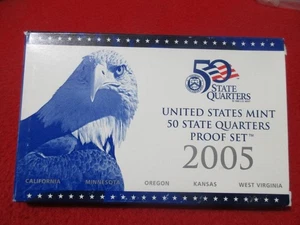 50
STATE
QUARTERS
UNITED STATES MINT
50 STATE QUARTERS
PROOF SET™
2005
CALIFORNIA MINNESOTA OREGON KANSAS WEST VIRGINIA